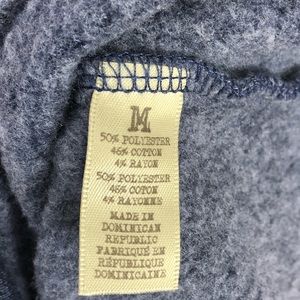 M
50% POLYESTER
46% COTTON
4% RAYON
50% POLYESTER
46% COTON
4% RAYONNE
MADE IN
DOMINICAN
REPUBLIC
FABRIQUÉ EN
RÉPUBLIQUE
DOMINICAINE